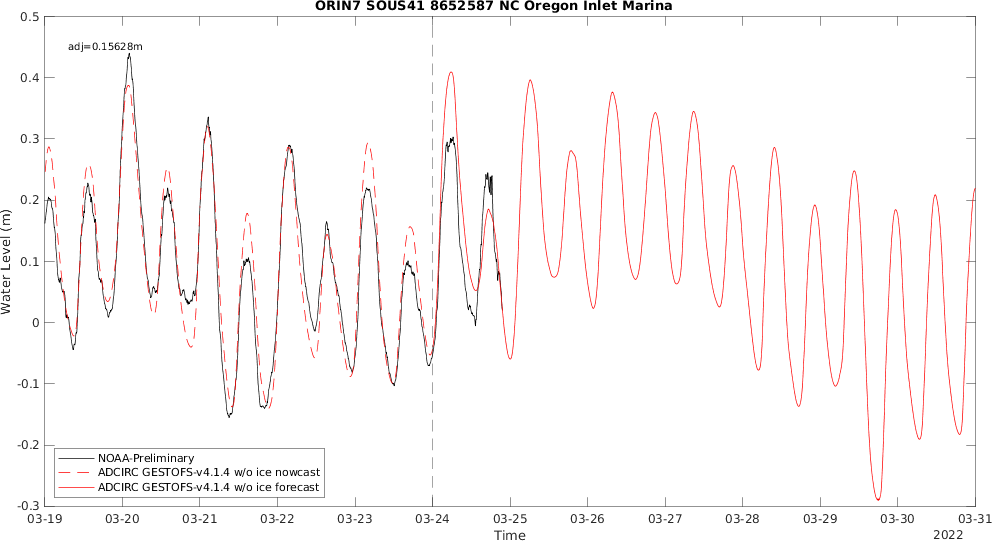 ORIN7 SOUS41 8652587 NC Oregon Inlet Marina
adj=0.15628m
0.5
0.4
0.3
0.2
0.1
0
-0.1
-0.2
-0.3
Water Level (m)
NOAA-Preliminary
ADCIRC GESTOFS-v4.1.4 w/o ice nowcast
ADCIRC GESTOFS-v4.1.4 w/o ice forecast
03-19 03-20 03-21 03-22 03-23 03-24 03-25 03-26 03-27 03-28 03-29 03-30 03-31
Time
2022